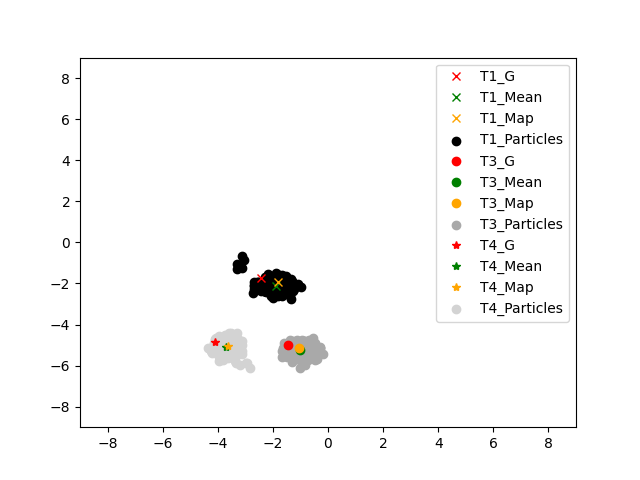 8
6
4
2
0
−2
−4
−6
−8
−8
−6
−4
−2
0
2
4
6
8
T1_G
T1_Mean
T1_Map
T1_Particles
T3_G
T3_Mean
T3_Map
T3_Particles
T4_G
T4_Mean
T4_Map
T4_Particles